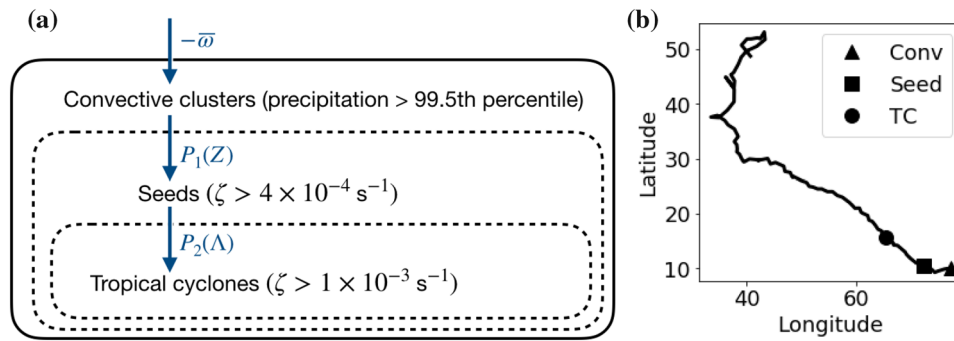 (a)
−ω̅
Convective clusters (precipitation > 99.5th percentile)
P₁(Z)
Seeds (ζ > 4 × 10⁻⁴ s⁻¹)
P₂(Λ)
Tropical cyclones (ζ > 1 × 10⁻³ s⁻¹)
(b)
Conv
Seed
TC
50
40
30
20
10
Latitude
40 60
Longitude